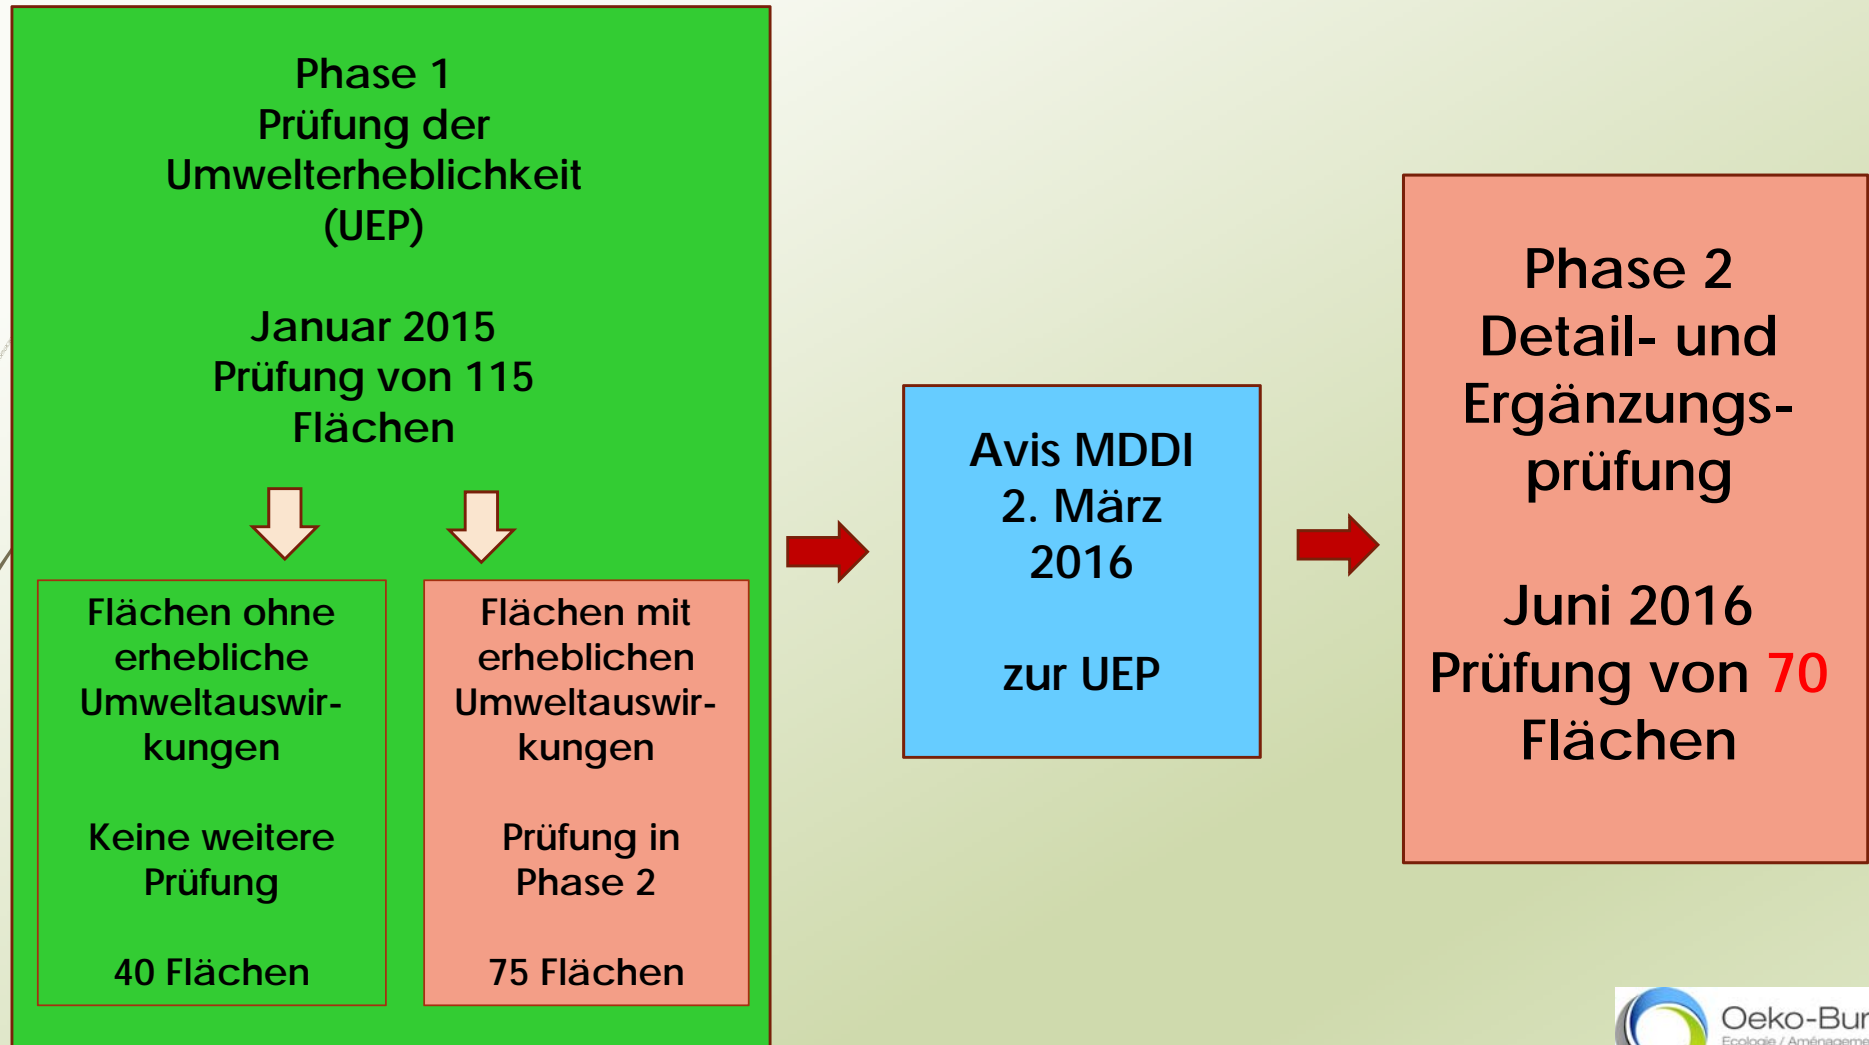 Phase 1
Prüfung der
Umwelterheblichkeit
(UEP)
Januar 2015
Prüfung von 115
Flächen
Flächen ohne
erhebliche
Umweltauswir-
kungen
Keine weitere
Prüfung
40 Flächen
Flächen mit
erheblichen
Umweltauswir-
kungen
Prüfung in
Phase 2
75 Flächen
Avis MDDI
2. März
2016
zur UEP
Phase 2
Detail- und
Ergänzungs-
prüfung
Juni 2016
Prüfung von 70
Flächen
Oeko-Bur
Ecologie / Aménageme